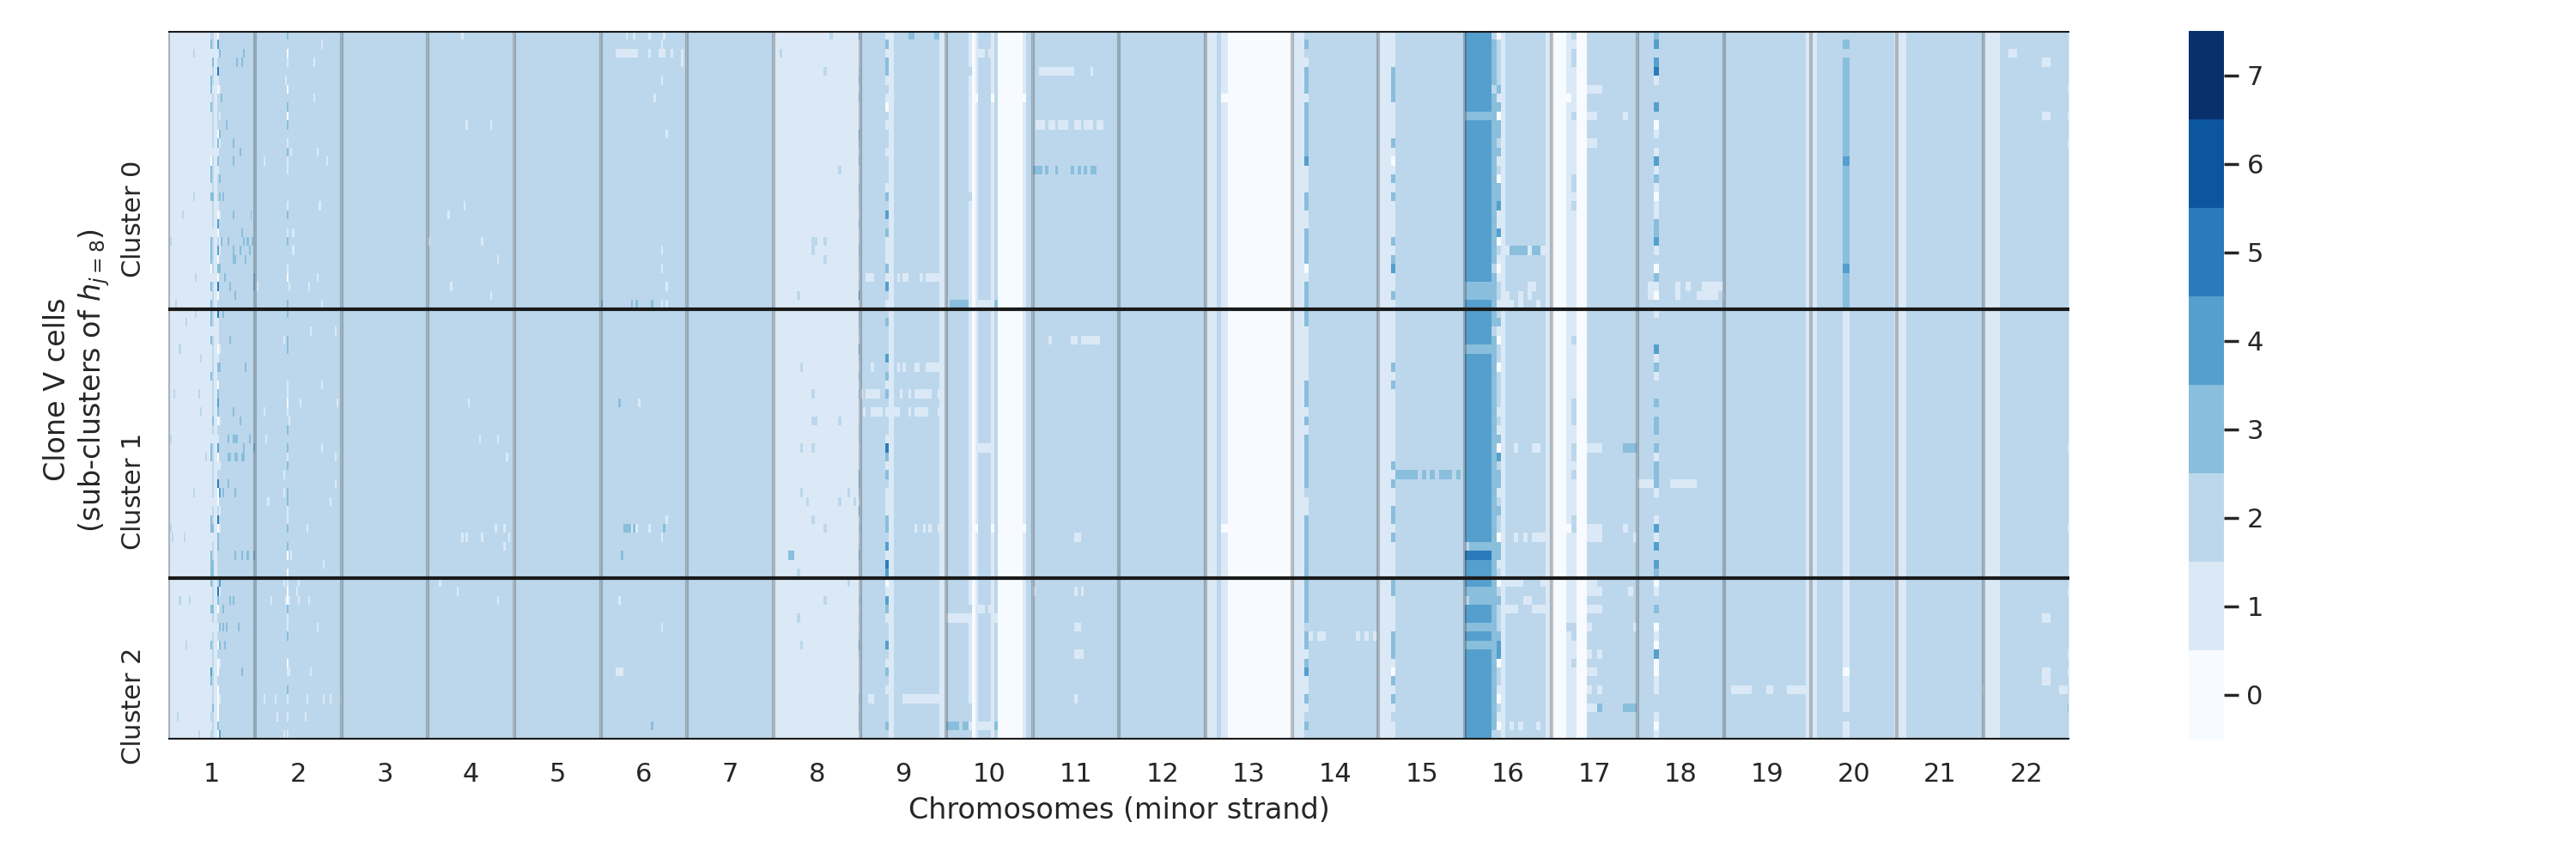 Clone V cells
(sub-clusters of h_{j=8})
Cluster 0
Cluster 1
Cluster 2
1 2 3 4 5 6 7 8 9 10 11 12 13 14 15 16 17 18 19 20 21 22
Chromosomes (minor strand)
7
6
5
4
3
2
1
0